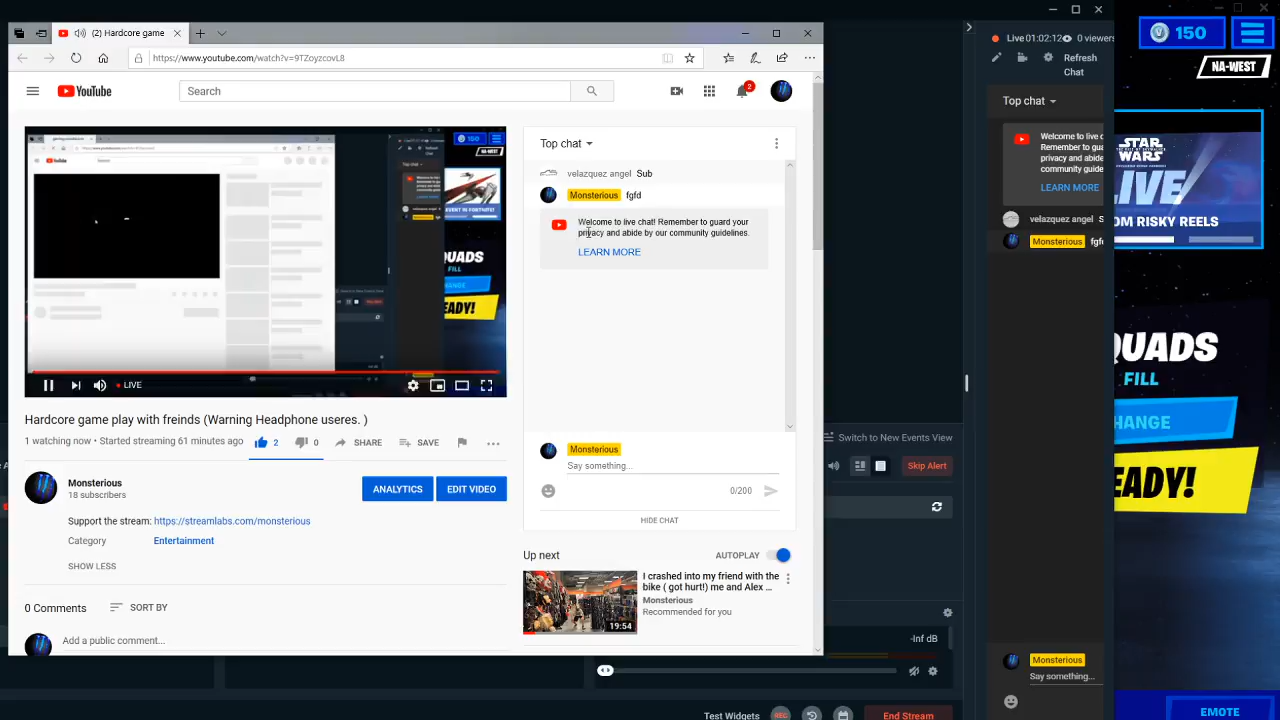 (2) Hardcore game
https://www.youtube.com/watch?v=9TZoyzcovL8
YouTube
Search
2
LIVE
Hardcore game play with freinds (Warning Headphone useres. )
1 watching now • Started streaming 61 minutes ago
2
0
SHARE
SAVE
Monsterious
18 subscribers
ANALYTICS
EDIT VIDEO
Support the stream: https://streamlabs.com/monsterious
Category
Entertainment
SHOW LESS
0 Comments
SORT BY
Add a public comment...
Top chat
velazquez angel Sub
Monsterious fgfd
Welcome to live chat! Remember to guard your
privacy and abide by our community guidelines.
LEARN MORE
Monsterious
Say something...
0/200
HIDE CHAT
Up next
AUTOPLAY
I crashed into my friend with the
bike ( got hurt!) me and Alex ...
Monsterious
Recommended for you
19:54
Switch to New Events View
Skip Alert
-Inf dB
Test Widgets
REC
End Stream
Live 01:02:12 0 viewers
Refresh
Chat
Top chat
Welcome to live c
Remember to gua
privacy and abide
community guideli
LEARN MORE
velazquez angel S
Monsterious fgf
Monsterious
Say something...
150
NA-WEST
STAR
WARS
LIVE
OM RISKY REELS
QUADS
FILL
HANGE
EADY!
EMOTE